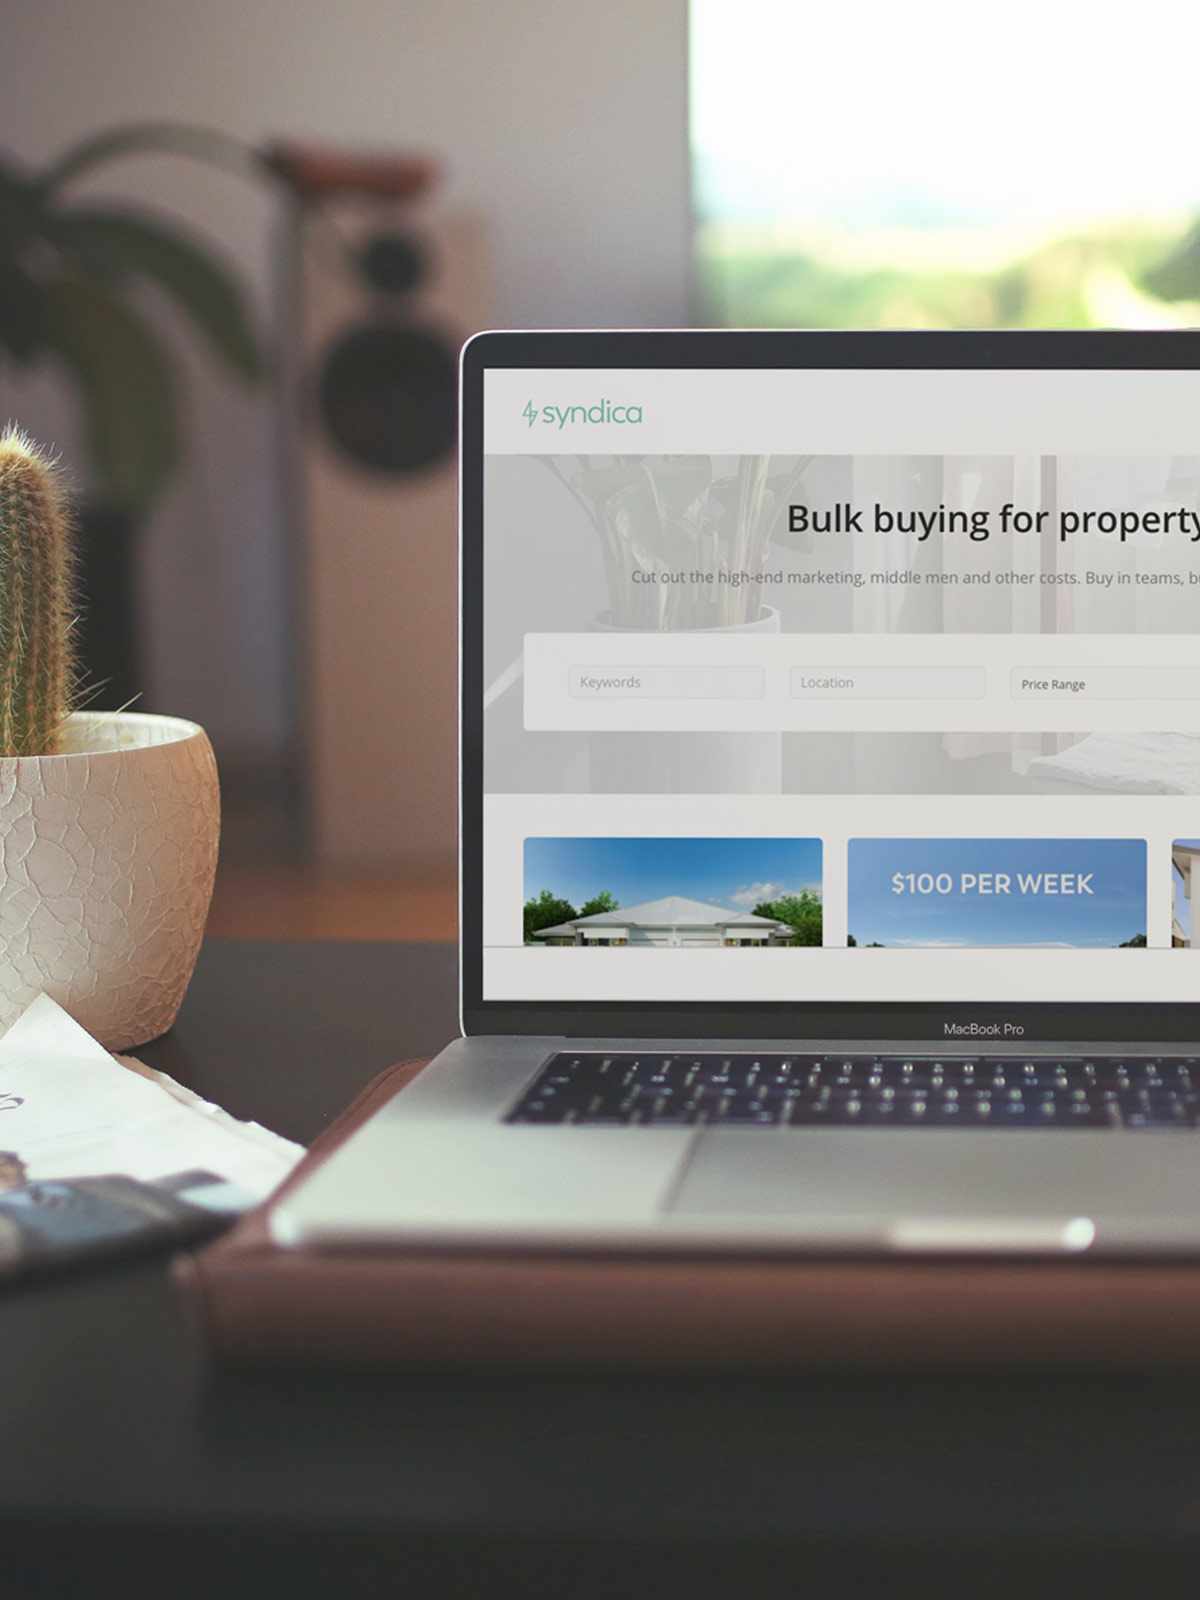 syndica
Bulk buying for property
Cut out the high-end marketing, middle men and other costs. Buy in teams,
Keywords
Location
Price Range
$100 PER WEEK
MacBook Pro